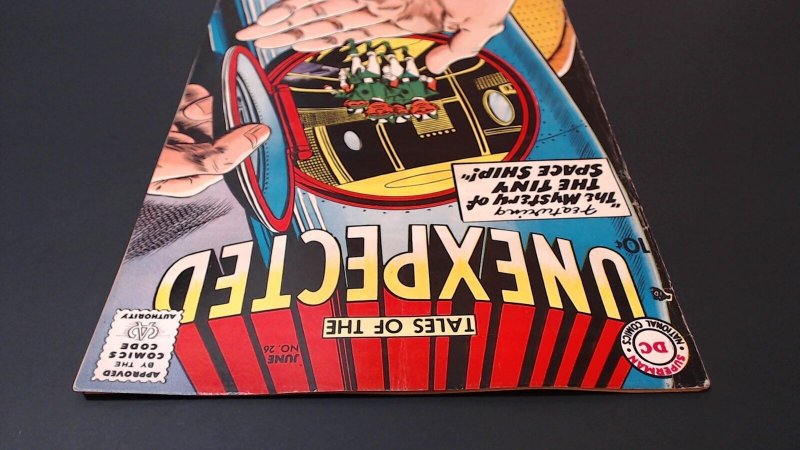 SUPERMAN
DC
NATIONAL COMICS
TALES OF THE
UNEXPECTED
JUNE
NO. 26
APPROVED
BY THE
COMICS
CODE
AUTHORITY
10¢
Featuring
"The Mystery of
THE TINY
SPACE SHIP!"